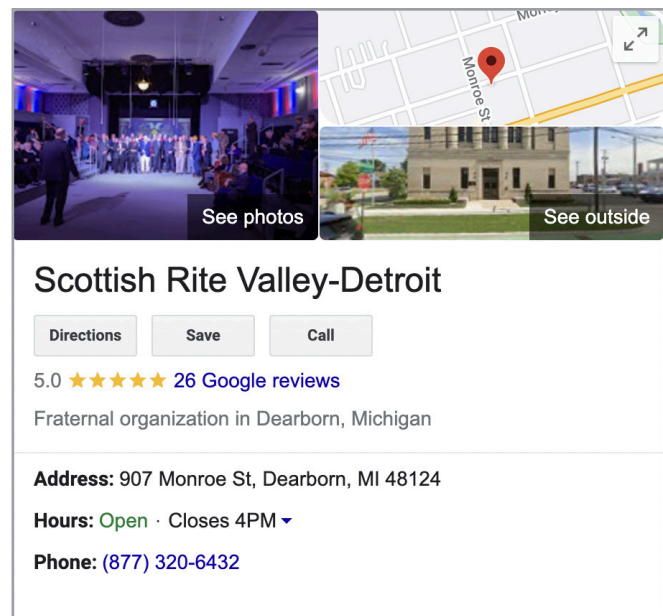 Monroe St
See photos
See outside
Scottish Rite Valley-Detroit
Directions Save Call
5.0 26 Google reviews
Fraternal organization in Dearborn, Michigan
Address: 907 Monroe St, Dearborn, MI 48124
Hours: Open · Closes 4PM
Phone: (877) 320-6432